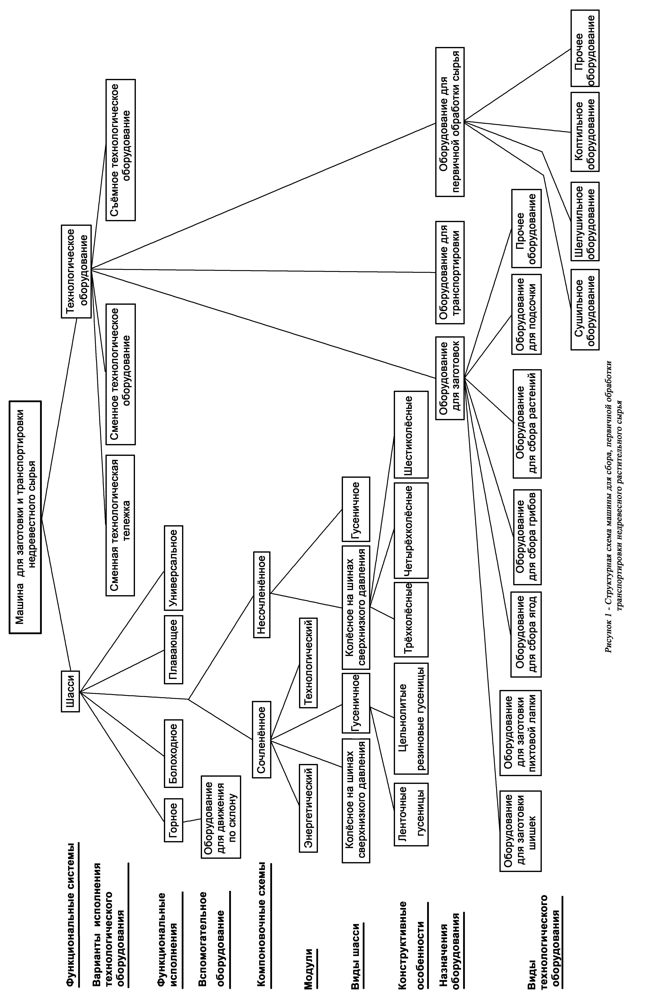 Машина для заготовки и транспортировки
недревестного сырья
Функциональные системы
Шасси
Технологическое
оборудование
Варианты исполнения
технологического
оборудования
Сменная технологическая
тележка
Сменное технологическое
оборудование
Съёмное технологическое
оборудование
Функциональные
исполнения
Горное
Болоходное
Плавающее
Универсальное
Вспомогательное
оборудование
Оборудование
для движения
по склону
Компоновочные схемы
Сочленённое
Несочленённое
Модули
Энергетический
Технологический
Виды шасси
Колёсное на шинах
сверхнизкого давления
Гусеничное
Колёсное на шинах
сверхнизкого давления
Гусеничное
Конструктивные
особенности
Ленточные
гусеницы
Цельнолитые
резиновые гусеницы
Трёхколёсные
Четырёхколёсные
Шестиколёсные
Назначения
оборудования
Оборудование
для заготовок
Оборудование для
транспортировки
Оборудование для
первичной обработки сырья
Виды
технологического
оборудования
Оборудование
для заготовки
шишек
Оборудование
для заготовки
пихтовой лапки
Оборудование
для сбора ягод
Оборудование
для сбора грибов
Оборудование
для сбора растений
Оборудование
для подсочки
Прочее
оборудование
Сушильное
оборудование
Шелушильное
оборудование
Коптильное
оборудование
Прочее
оборудование
Рисунок 1 - Структурная схема машины для сбора, первичной обработки
транспортировки недревесного растительного сырья